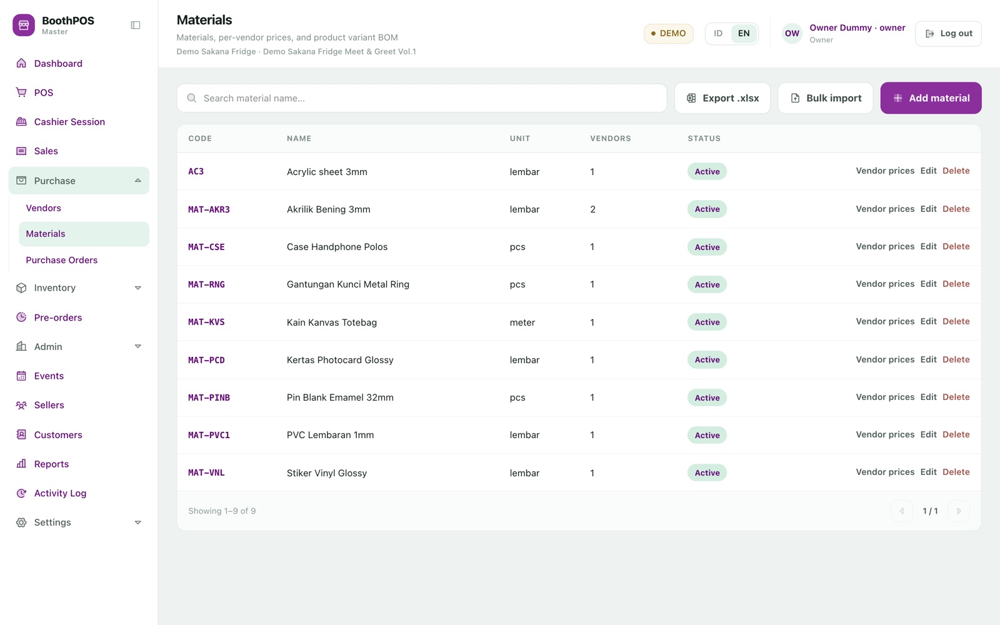 BoothPOS
Master
Dashboard
POS
Cashier Session
Sales
Purchase
Vendors
Materials
Purchase Orders
Inventory
Pre-orders
Admin
Events
Sellers
Customers
Reports
Activity Log
Settings
Materials
Materials, per-vendor prices, and product variant BOM
Demo Sakana Fridge · Demo Sakana Fridge Meet & Greet Vol.1
DEMO
ID EN
OW
Owner Dummy · owner
Owner
Log out
Search material name...
Export .xlsx
Bulk import
Add material
CODE NAME UNIT VENDORS STATUS
AC3 Acrylic sheet 3mm lembar 1 Active Vendor prices Edit Delete
MAT-AKR3 Akrilik Bening 3mm lembar 2 Active Vendor prices Edit Delete
MAT-CSE Case Handphone Polos pcs 1 Active Vendor prices Edit Delete
MAT-RNG Gantungan Kunci Metal Ring pcs 1 Active Vendor prices Edit Delete
MAT-KVS Kain Kanvas Totebag meter 1 Active Vendor prices Edit Delete
MAT-PCD Kertas Photocard Glossy lembar 1 Active Vendor prices Edit Delete
MAT-PINB Pin Blank Emamel 32mm pcs 1 Active Vendor prices Edit Delete
MAT-PVC1 PVC Lembaran 1mm lembar 1 Active Vendor prices Edit Delete
MAT-VNL Stiker Vinyl Glossy lembar 1 Active Vendor prices Edit Delete
Showing 1–9 of 9
1 / 1